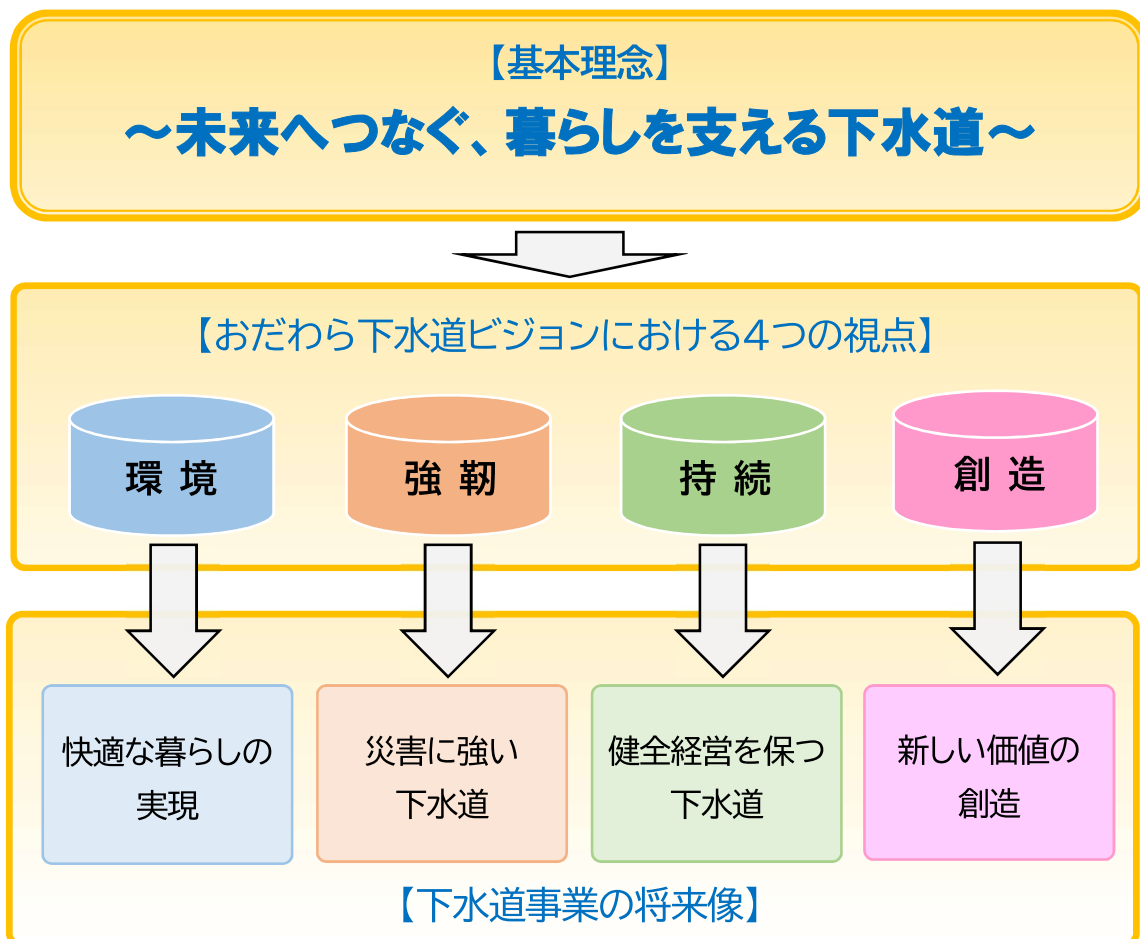 【基本理念】
～未来へつなぐ、暮らしを支える下水道～
【おだわら下水道ビジョンにおける4つの視点】
環 境
強 靭
持 続
創 造
快適な暮らしの
実現
災害に強い
下水道
健全経営を保つ
下水道
新しい価値の
創造
【下水道事業の将来像】